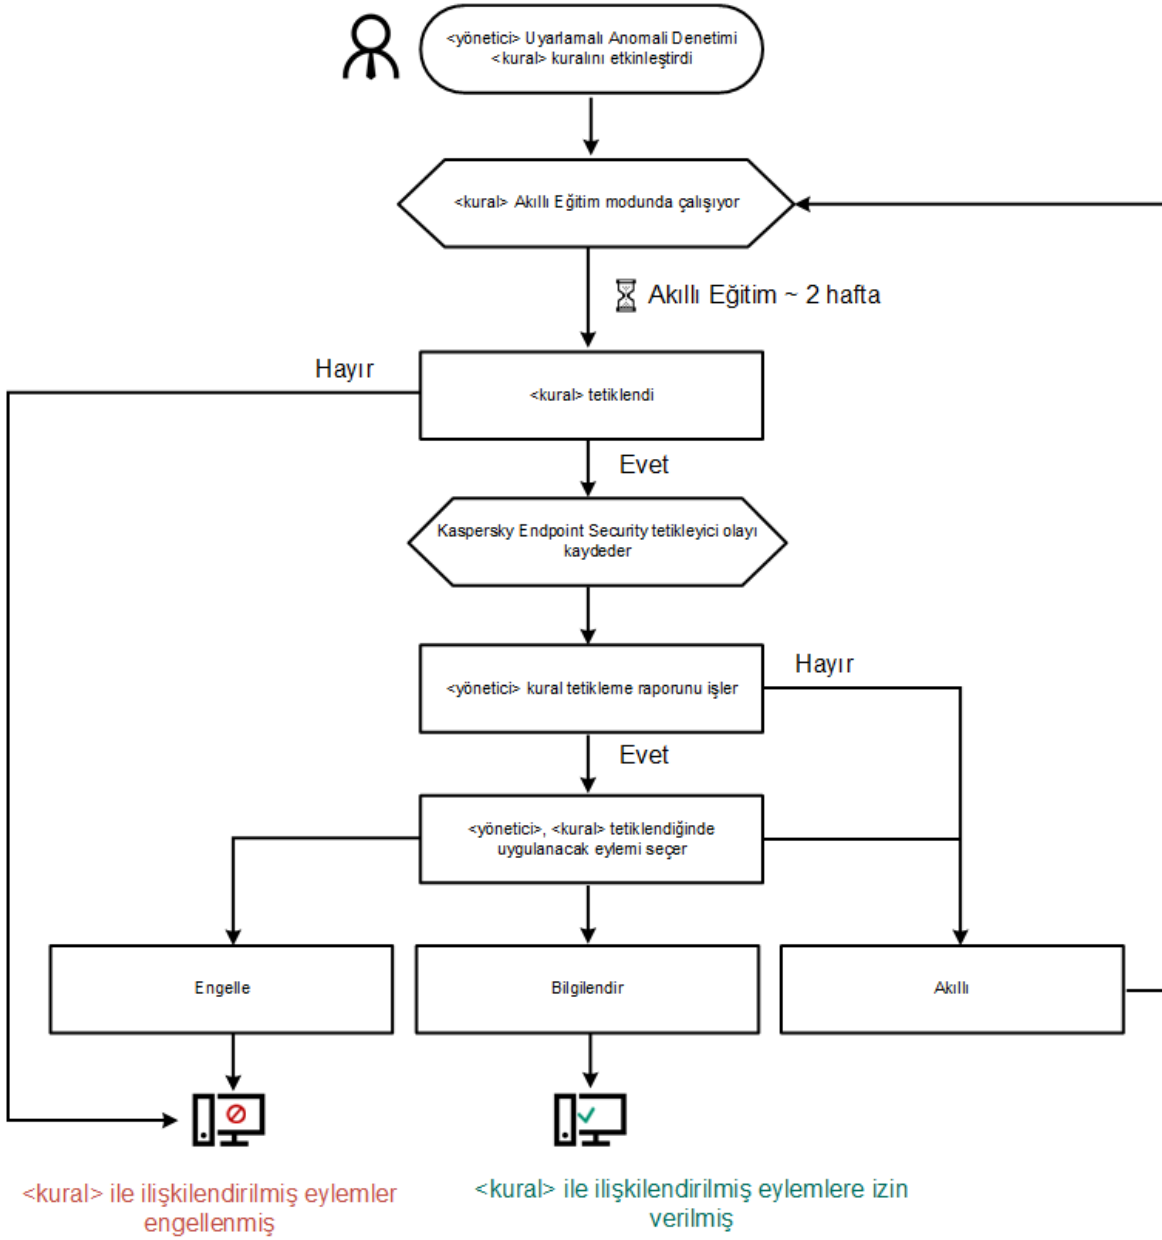 <yönetici> Uyarlamalı Anomali Denetimi
<kural> kuralını etkinleştirdi
<kural> Akıllı Eğitim modunda çalışıyor
Akıllı Eğitim ~ 2 hafta
Hayır
<kural> tetiklendi
Evet
Kaspersky Endpoint Security tetikleyici olayı
kaydeder
Hayır
<yönetici> kural tetikleme raporunu işler
Evet
<yönetici>, <kural> tetiklendiğinde
uygulanacak eylemi seçer
Engelle
Bilgilendir
Akıllı
<kural> ile ilişkilendirilmiş eylemler
engellenmiş
<kural> ile ilişkilendirilmiş eylemlere izin
verilmiş